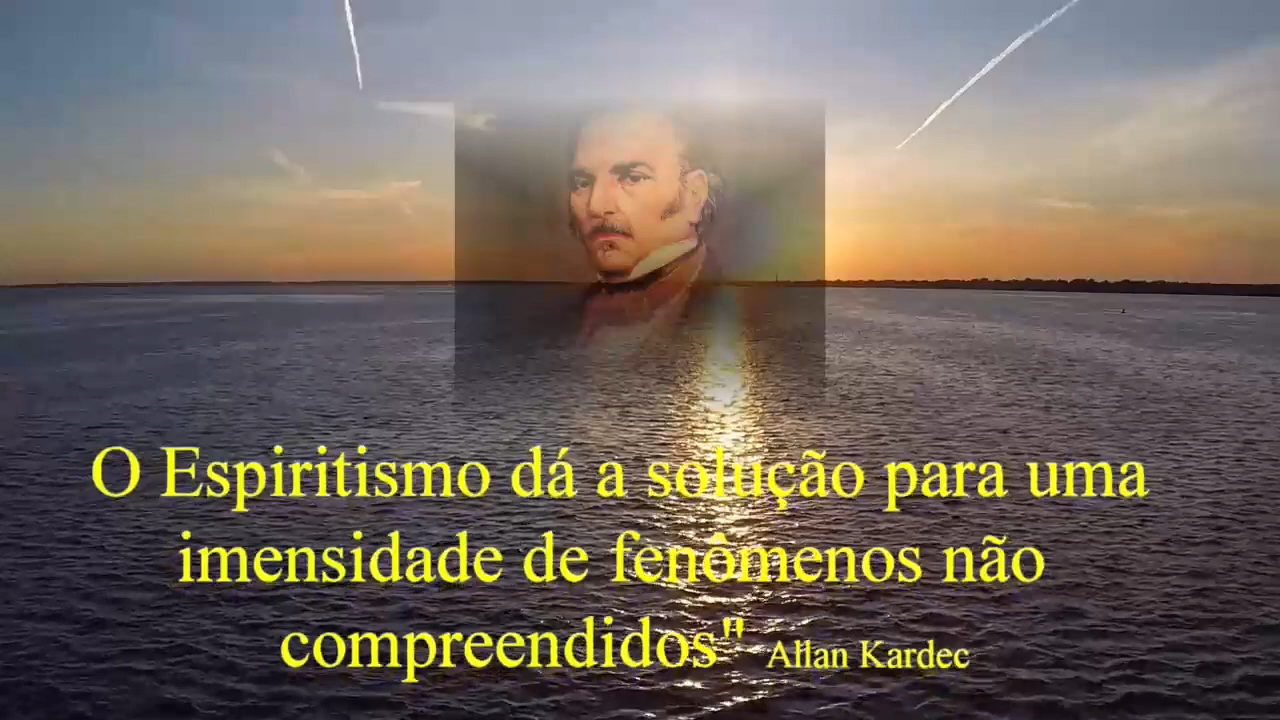 O Espiritismo dá a solução para uma
imensidade de fenômenos não
compreendidos" Allan Kardec